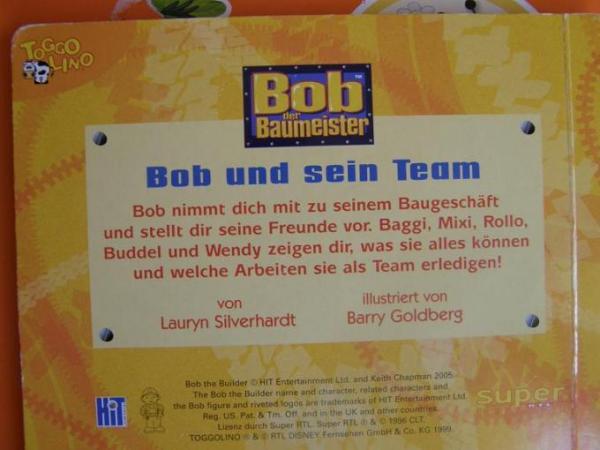 TOGGO
LINO
Bob
der
Baumeister
TM
Bob und sein Team
Bob nimmt dich mit zu seinem Baugeschäft
und stellt dir seine Freunde vor. Baggi, Mixi, Rollo,
Buddel und Wendy zeigen dir, was sie alles können
und welche Arbeiten sie als Team erledigen!
von
Lauryn Silverhardt
illustriert von
Barry Goldberg
Bob the Builder © HIT Entertainment Ltd. and Keith Chapman 2005.
The Bob the Builder name and character, related characters and
the Bob figure and riveted logos are trademarks of HIT Entertainment Ltd.
Reg. US. Pat. & Tm. Off. and in the UK and other countries.
Lizenz durch Super RTL. Super RTL ® & © 1996 CLT.
TOGGOLINO ® & © RTL DISNEY Fernsehen GmbH & Co. KG 1999.
HiT
super